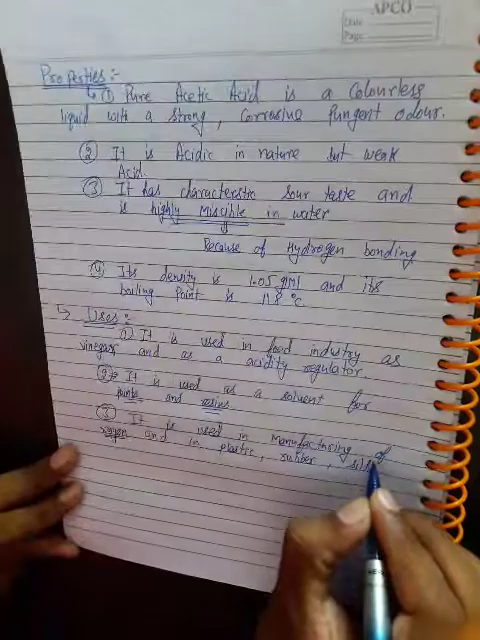 APCO
Date
Page
Properties:-
↳ ① Pure Acetic Acid is a Colourless
liquid with a strong, corrosive pungent odour.
② It is Acidic in nature but weak
Acid.
③ It has characterstic sour taste and
is highly miscible in water
Because of Hydrogen bonding
④ Its density is 1.05 g/ml and its
boiling point is 118 °C
↳ Uses:-
① It is used in food industry as
vinegar and as a acidity regulator
② It is used as a solvent for
and resins
③ It is used in manufacturing of
and in plastic, rubber, sil